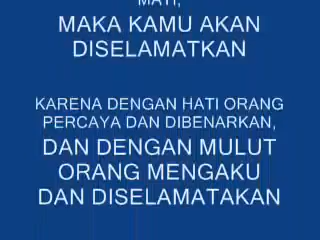 MATI,
MAKA KAMU AKAN
DISELAMATKAN
KARENA DENGAN HATI ORANG
PERCAYA DAN DIBENARKAN,
DAN DENGAN MULUT
ORANG MENGAKU
DAN DISELAMATAKAN